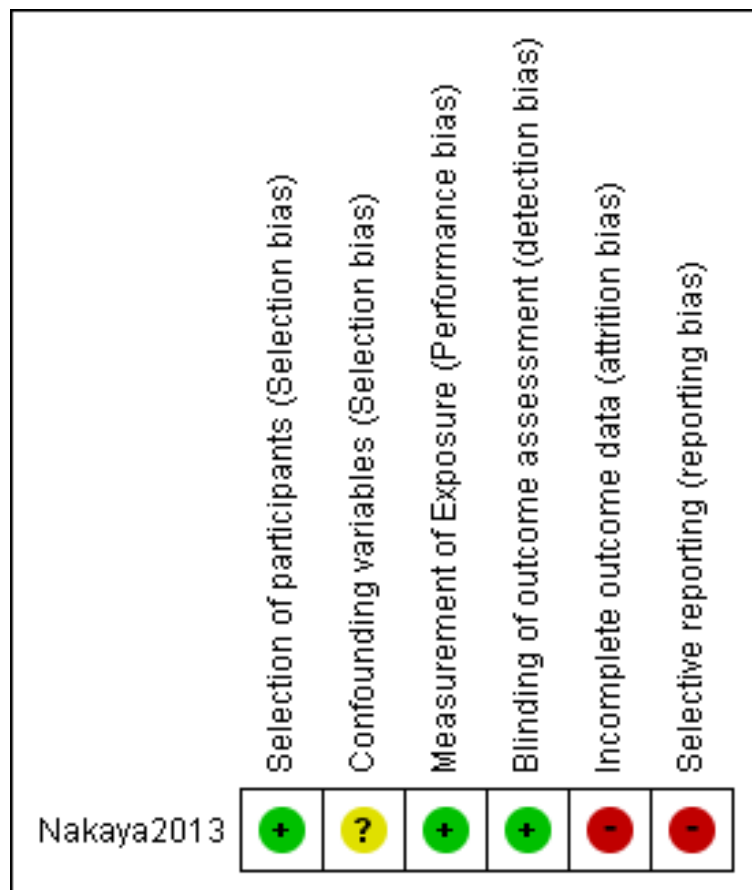 Selection of participants (Selection bias)
Confounding variables (Selection bias)
Measurement of Exposure (Performance bias)
Blinding of outcome assessment (detection bias)
Incomplete outcome data (attrition bias)
Selective reporting (reporting bias)
Nakaya2013 + ? + + - -